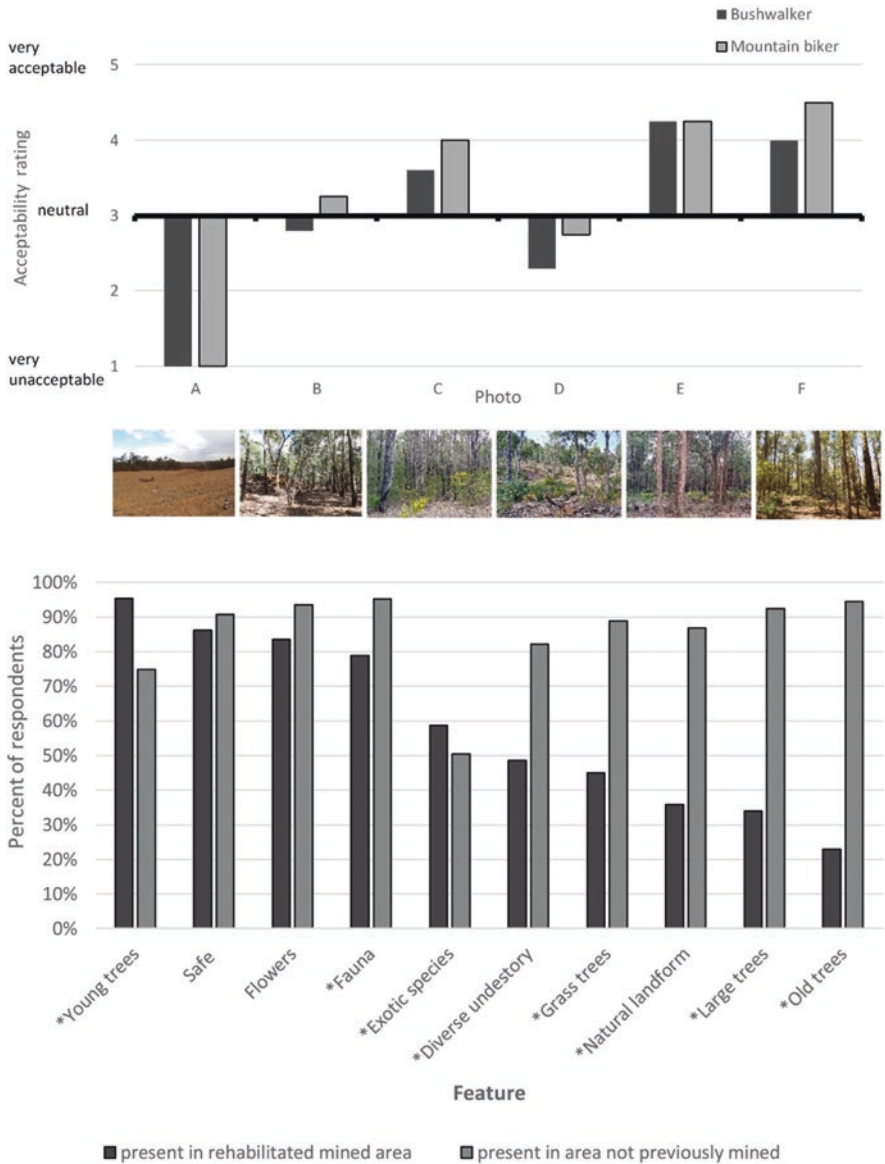 Bushwalker
Mountain biker
very
acceptable
5
4
Acceptability rating
neutral
3
2
very
unacceptable
1
A
B
C
D
E
F
Photo
100%
90%
80%
70%
60%
50%
40%
30%
20%
10%
0%
Percent of respondents
*Young trees
Safe
Flowers
*Fauna
*Exotic species
*Diverse undestory
*Grass trees
*Natural landform
*Large trees
*Old trees
Feature
present in rehabilitated mined area
present in area not previously mined